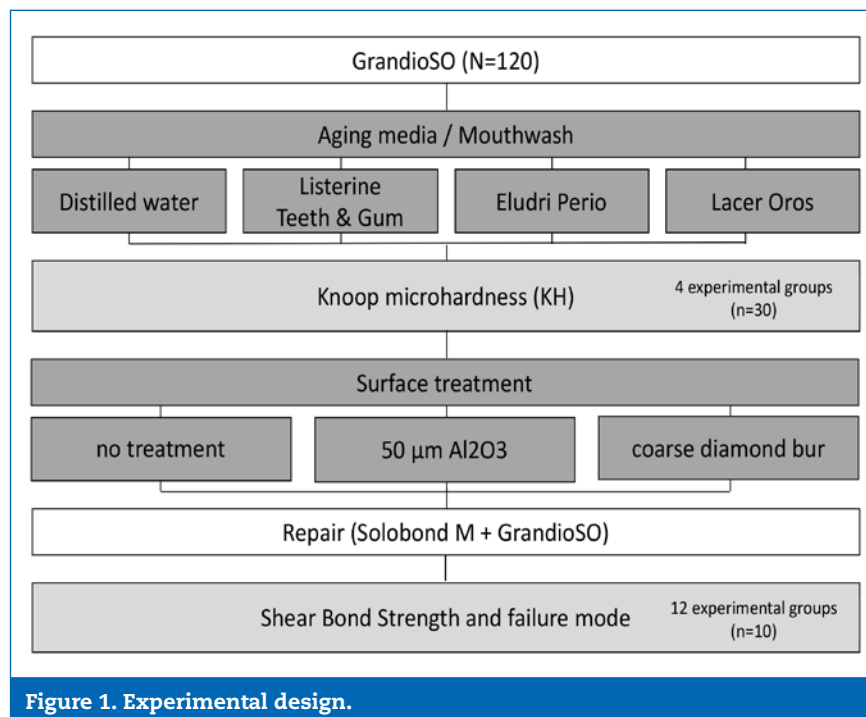 GrandioSO (N=120)
Aging media / Mouthwash
Distilled water
Listerine
Teeth & Gum
Eludri Perio
Lacer Oros
Knoop microhardness (KH)
4 experimental groups
(n=30)
Surface treatment
no treatment
50 µm Al2O3
coarse diamond bur
Repair (Solobond M + GrandioSO)
Shear Bond Strength and failure mode
12 experimental groups
(n=10)
Figure 1. Experimental design.